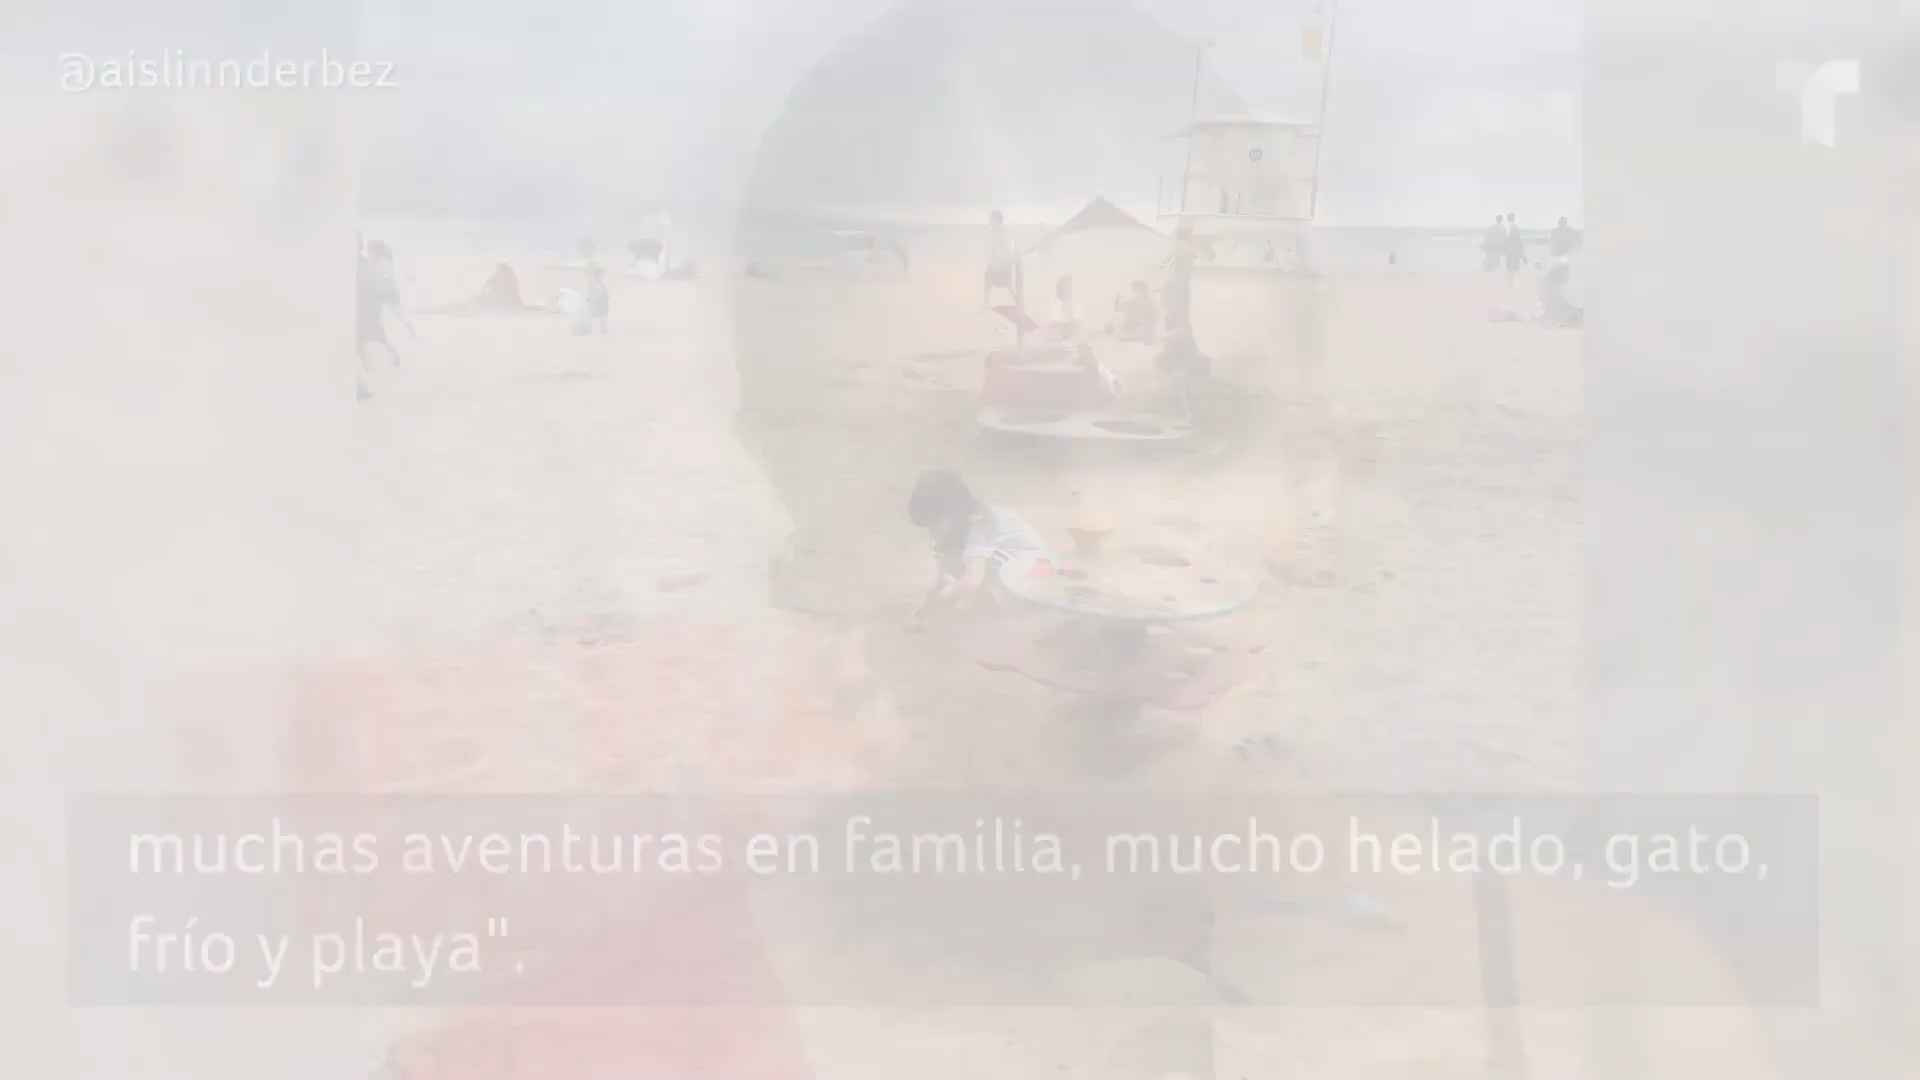 @aislinnderbez
muchas aventuras en familia, mucho helado, gato,
frío y playa".